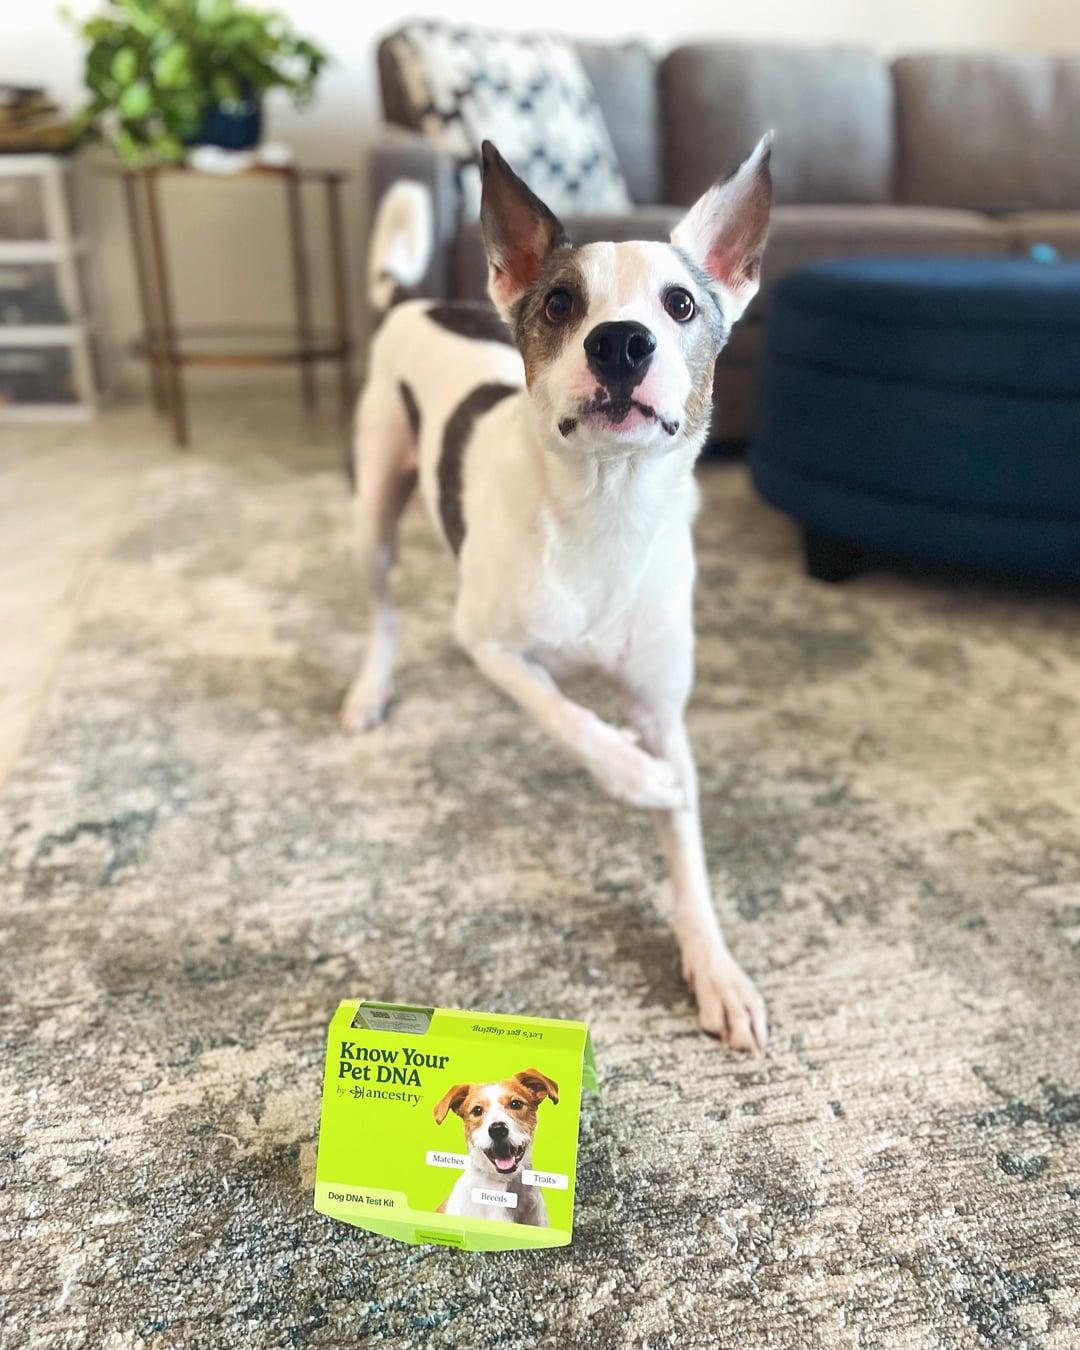 Let's get digging
Know Your
Pet DNA
by ancestry
Matches
Traits
Breeds
Dog DNA Test Kit